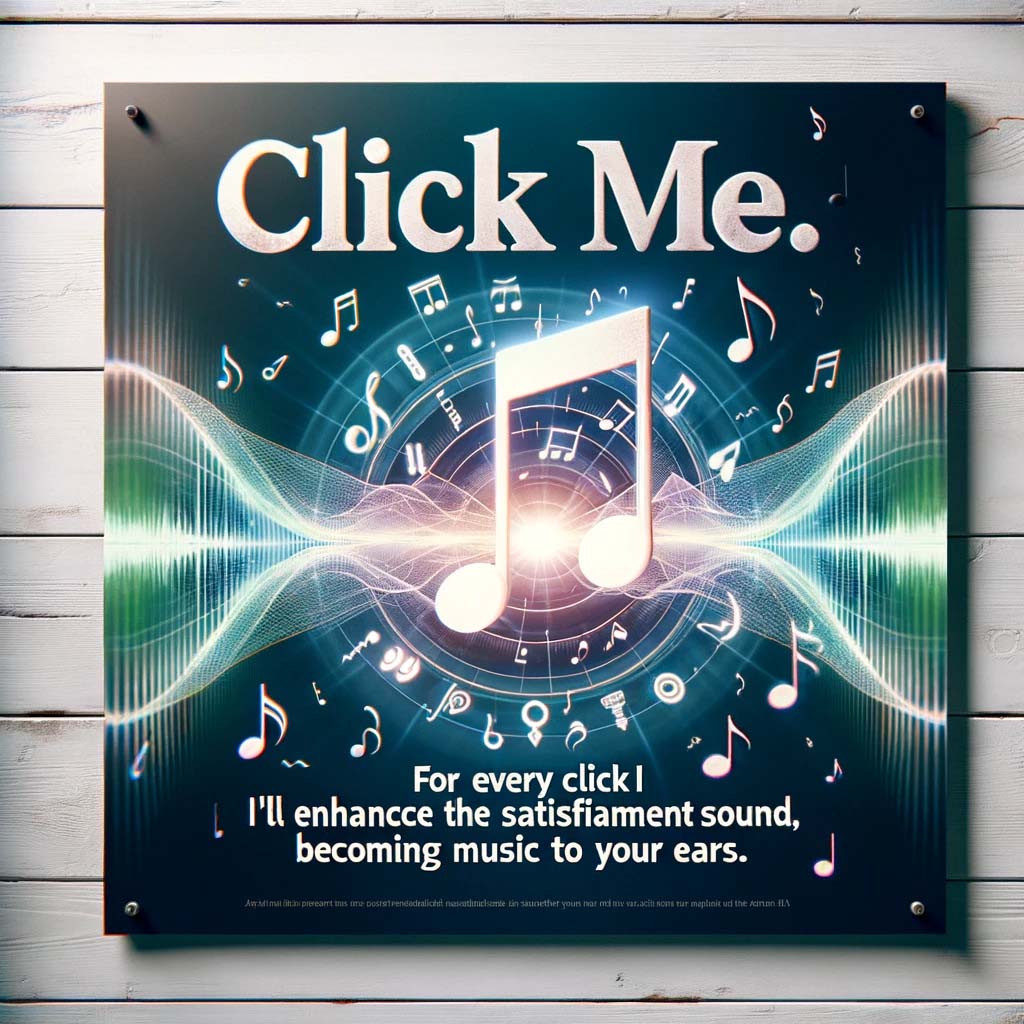 Click Me.
For every click I
I'll enhancce the satisfiament sound,
becoming music to your ears.